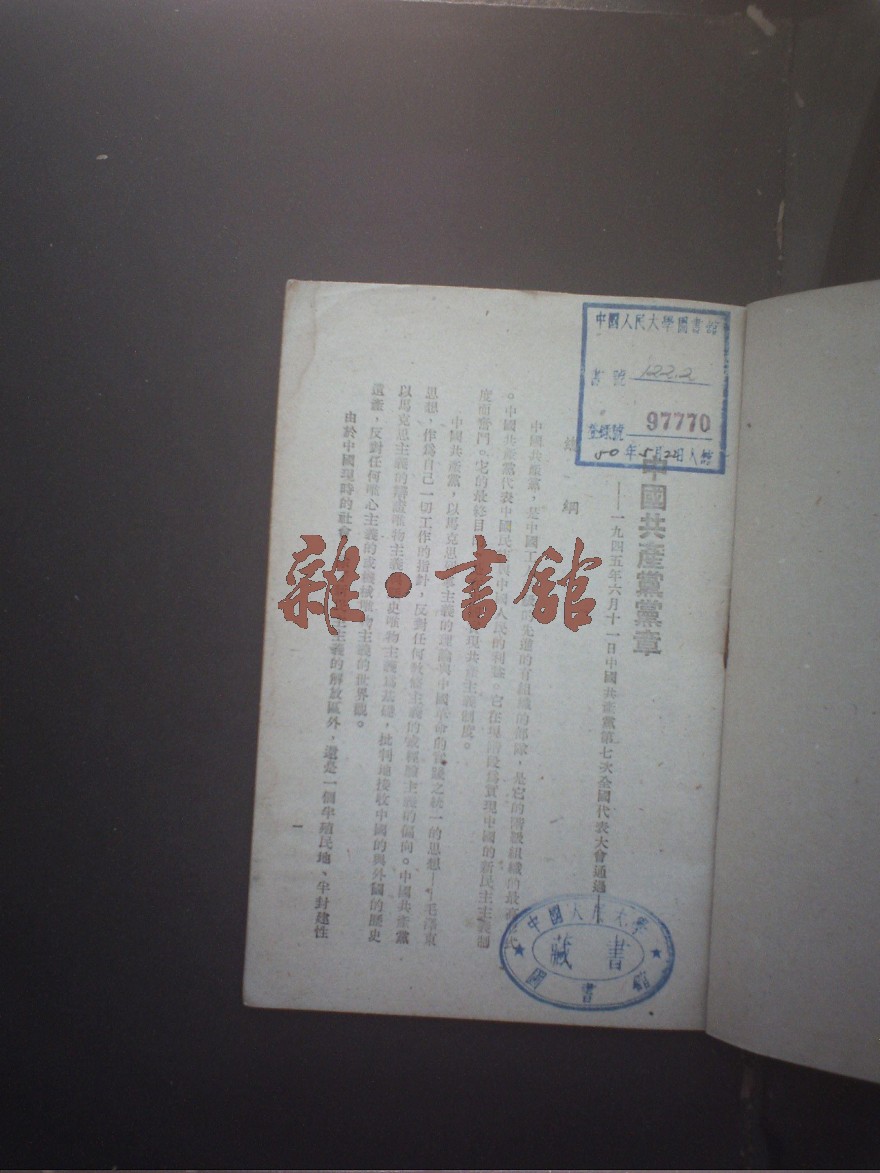 中國人民大學圖書館
書號 122.2
登錄號 97770
50年5月22日入館
中國共產黨黨章
——一九四五年六月十一日中國共產黨第七次全國代表大會通過——
總綱
中國共產黨，是中國工人階級的先進的有組織的部隊，是它的階級組織的最高
。中國共產黨代表中國民族與中國人民的利益。它在現階段為實現中國的新民主主義制
度而奮鬥。它的最終目的，實現共產主義制度。
中國共產黨，以馬克思主義的理論與中國革命的實踐之統一的思想——毛澤東
思想，作為自己一切工作的指針，反對任何教條主義的或經驗主義的偏向。中國共產黨
以馬克思主義的辯證唯物主義史唯物主義為基礎，批判地接收中國的與外國的歷史
遺產，反對任何唯心主義的或機械唯物主義的世界觀。
由於中國現時的社會主主義的解放區外，還是一個半殖民地、半封建性
一
雜·書館
中國人民大學
圖書館
藏書